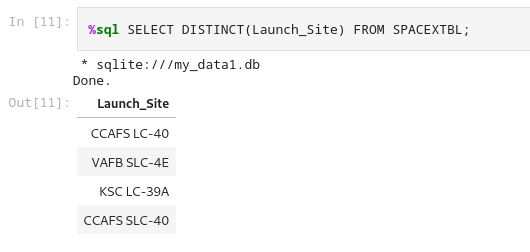 In [11]: %sql SELECT DISTINCT(Launch_Site) FROM SPACEXTBL;
* sqlite:///my_data1.db
Done.
Out[11]: Launch_Site
CCAFS LC-40
VAFB SLC-4E
KSC LC-39A
CCAFS SLC-40